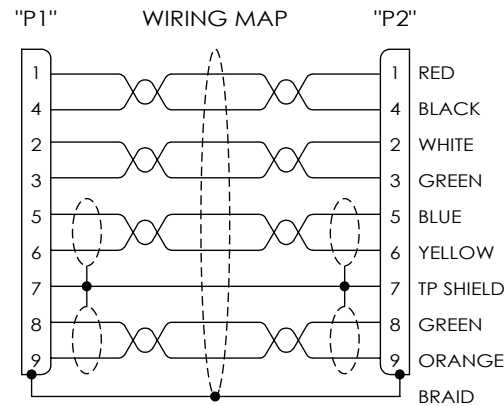 "P1" WIRING MAP "P2"
1 1 RED
4 4 BLACK
2 2 WHITE
3 3 GREEN
5 5 BLUE
6 6 YELLOW
7 7 TP SHIELD
8 8 GREEN
9 9 ORANGE
BRAID